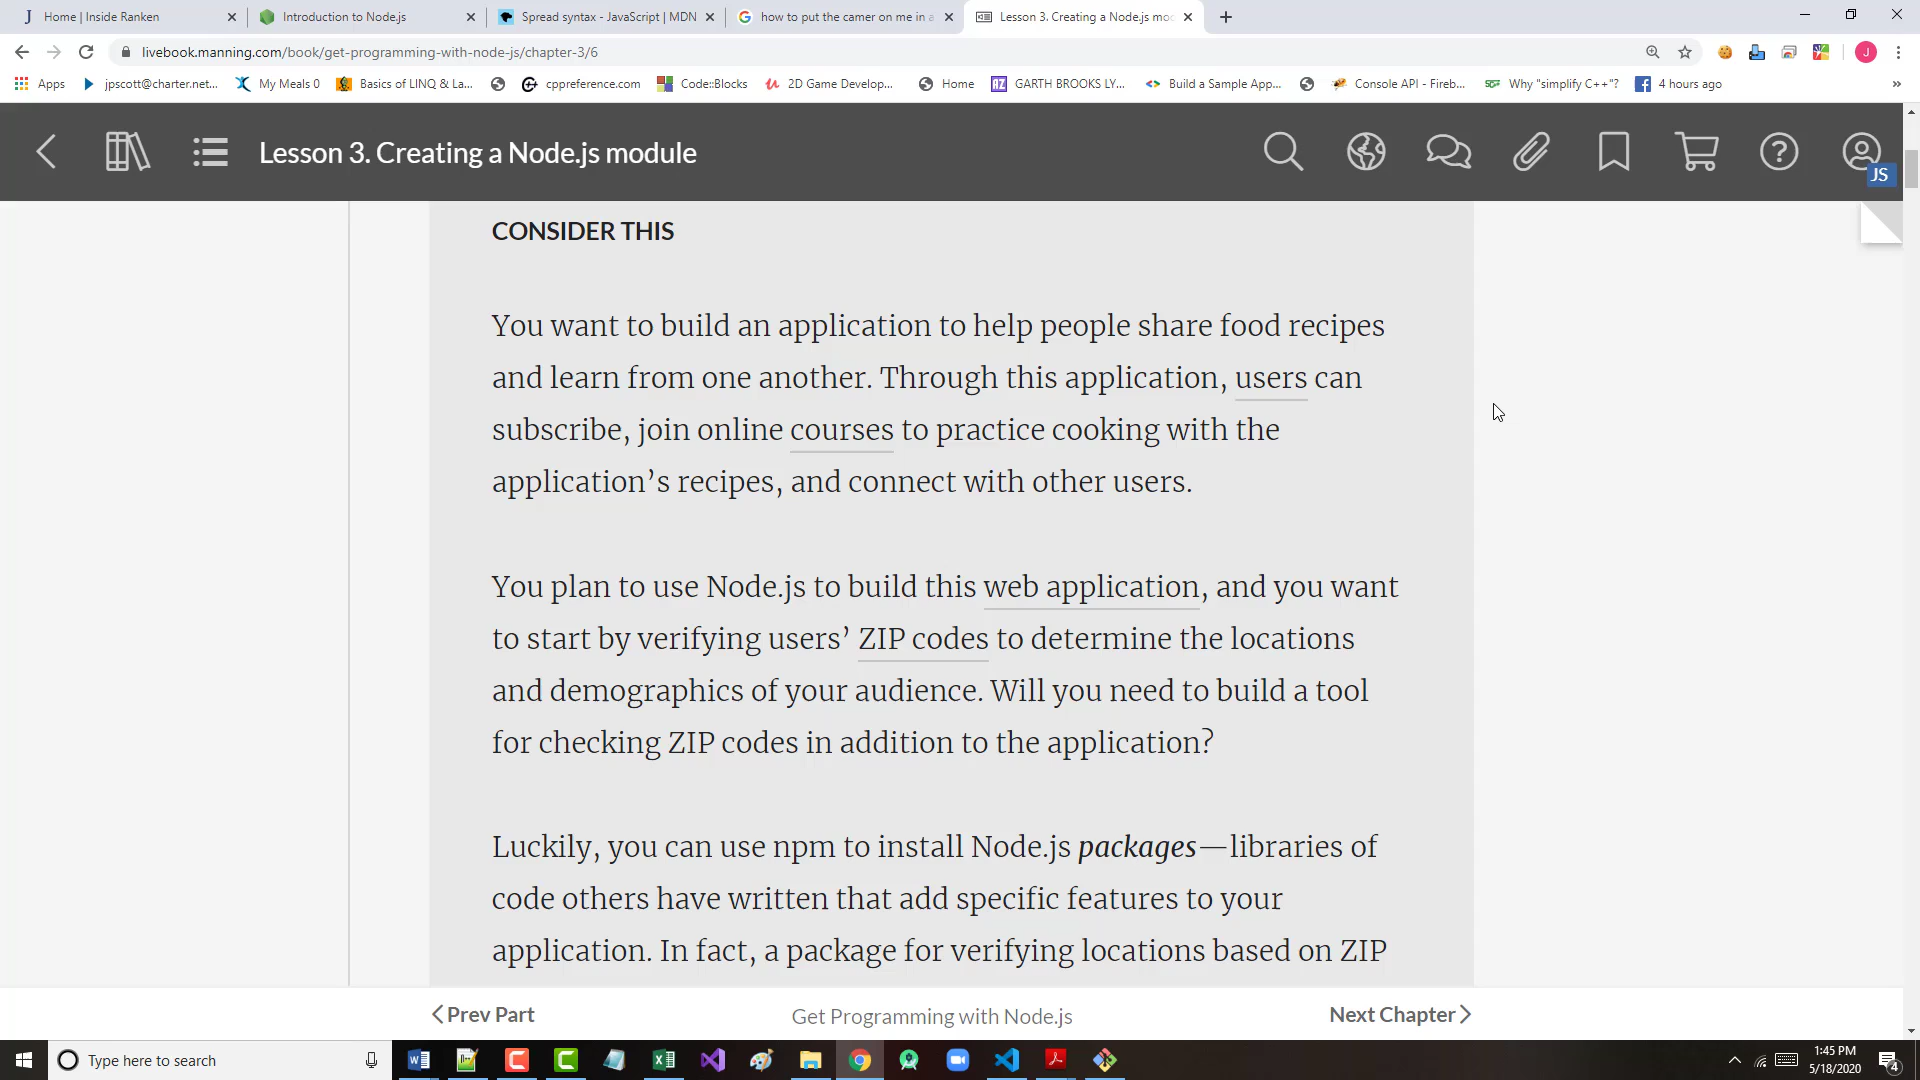 Home | Inside Ranken
Introduction to Node.js
Spread syntax - JavaScript | MDN
how to put the camer on me in a
Lesson 3. Creating a Node.js mod
livebook.manning.com/book/get-programming-with-node-js/chapter-3/6
J
Apps
jpscott@charter.net...
My Meals 0
Basics of LINQ & La...
cppreference.com
Code::Blocks
2D Game Develop...
Home
GARTH BROOKS LY...
Build a Sample App...
Console API - Fireb...
Why "simplify C++"?
4 hours ago
»
Lesson 3. Creating a Node.js module
JS
CONSIDER THIS
You want to build an application to help people share food recipes
and learn from one another. Through this application, users can
subscribe, join online courses to practice cooking with the
application’s recipes, and connect with other users.
You plan to use Node.js to build this web application, and you want
to start by verifying users’ ZIP codes to determine the locations
and demographics of your audience. Will you need to build a tool
for checking ZIP codes in addition to the application?
Luckily, you can use npm to install Node.js packages—libraries of
code others have written that add specific features to your
application. In fact, a package for verifying locations based on ZIP
Prev Part
Get Programming with Node.js
Next Chapter
Type here to search
1:45 PM
5/18/2020
4